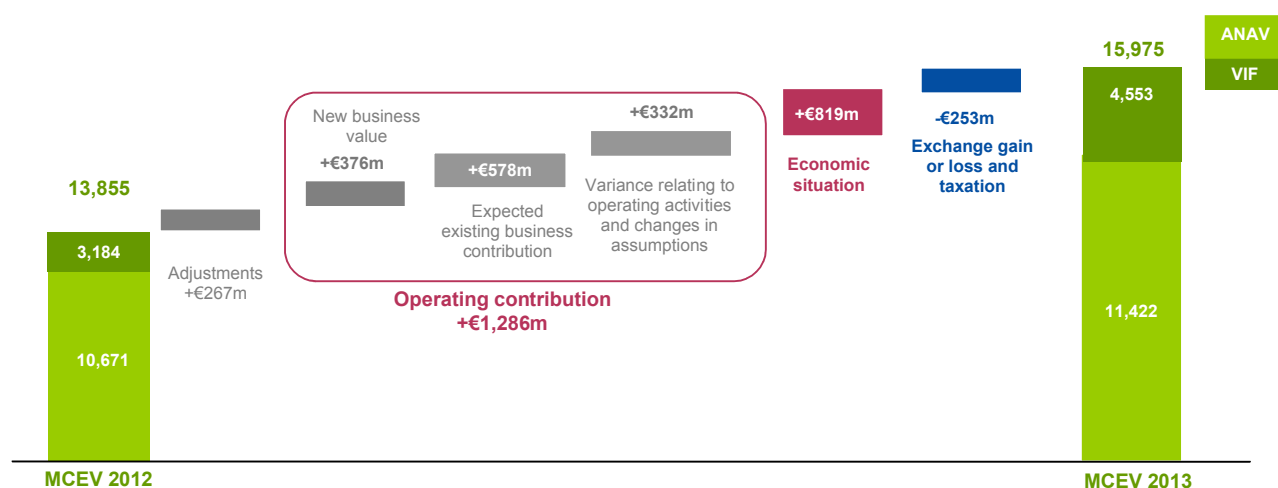 ANAV
VIF
13,855
3,184
10,671
MCEV 2012
Adjustments
+€267m
New business
value
+€376m
+€578m
Expected
existing business
contribution
+€332m
Variance relating to
operating activities
and changes in
assumptions
Operating contribution
+€1,286m
+€819m
Economic
situation
-€253m
Exchange gain
or loss and
taxation
15,975
4,553
11,422
MCEV 2013